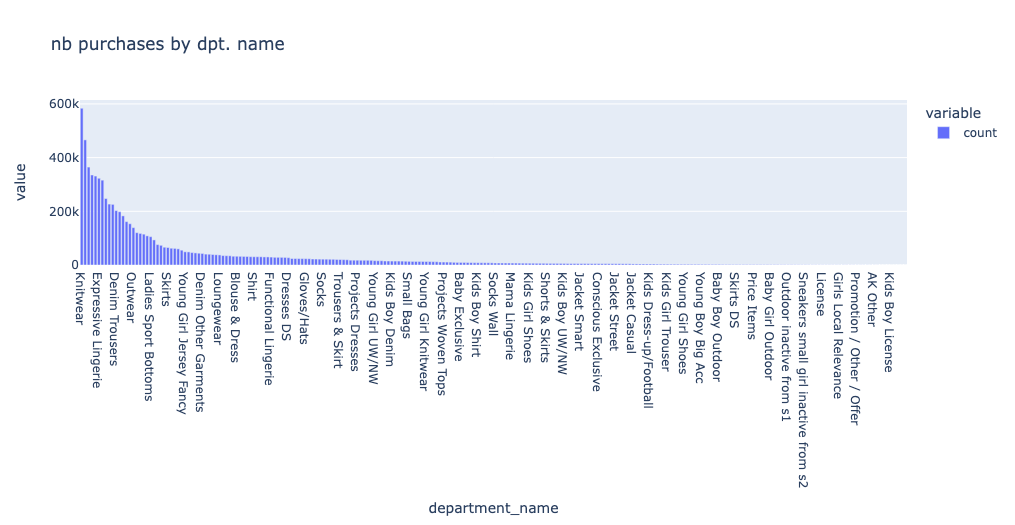 nb purchases by dpt. name
variable
count
value
600k
400k
200k
0
Knitwear
Expressive Lingerie
Denim Trousers
Outwear
Ladies Sport Bottoms
Skirts
Young Girl Jersey Fancy
Denim Other Garments
Loungewear
Blouse & Dress
Shirt
Functional Lingerie
Dresses DS
Gloves/Hats
Socks
Trousers & Skirt
Projects Dresses
Young Girl UW/NW
Kids Boy Denim
Small Bags
Young Girl Knitwear
Projects Woven Tops
Baby Exclusive
Kids Boy Shirt
Socks Wall
Mama Lingerie
Kids Girl Shoes
Shorts & Skirts
Kids Boy UW/NW
Jacket Smart
Conscious Exclusive
Jacket Street
Jacket Casual
Kids Dress-up/Football
Kids Girl Trouser
Young Girl Shoes
Young Boy Big Acc
Baby Boy Outdoor
Skirts DS
Price Items
Baby Girl Outdoor
Outdoor inactive from s1
Sneakers small girl inactive from s2
License
Girls Local Relevance
Promotion / Other / Offer
AK Other
Kids Boy License
department_name